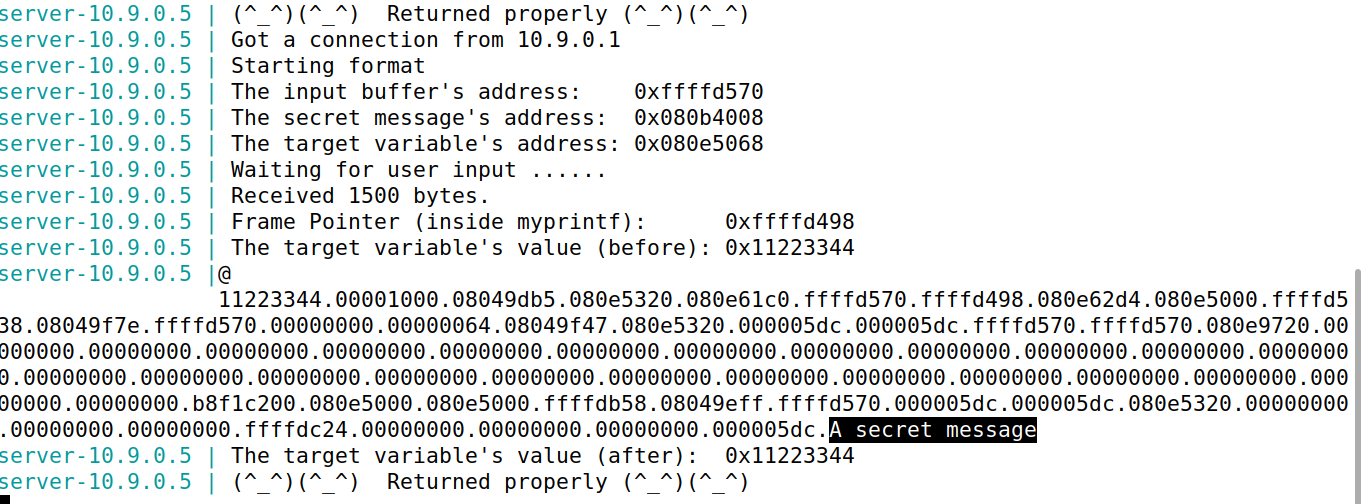 server-10.9.0.5 | (^_^)(^_^)  Returned properly (^_^)(^_^)
server-10.9.0.5 | Got a connection from 10.9.0.1
server-10.9.0.5 | Starting format
server-10.9.0.5 | The input buffer's address:    0xffffd570
server-10.9.0.5 | The secret message's address:  0x080b4008
server-10.9.0.5 | The target variable's address: 0x080e5068
server-10.9.0.5 | Waiting for user input ......
server-10.9.0.5 | Received 1500 bytes.
server-10.9.0.5 | Frame Pointer (inside myprintf):      0xffffd498
server-10.9.0.5 | The target variable's value (before): 0x11223344
server-10.9.0.5 |@
11223344.00001000.08049db5.080e5320.080e61c0.ffffd570.ffffd498.080e62d4.080e5000.ffffd5
38.08049f7e.ffffd570.00000000.00000064.08049f47.080e5320.000005dc.000005dc.ffffd570.ffffd570.080e9720.00
000000.00000000.00000000.00000000.00000000.00000000.00000000.00000000.00000000.00000000.00000000.0000000
0.00000000.00000000.00000000.00000000.00000000.00000000.00000000.00000000.00000000.00000000.00000000.000
00000.00000000.b8f1c200.080e5000.080e5000.ffffdb58.08049eff.ffffd570.000005dc.000005dc.080e5320.00000000
.00000000.00000000.ffffdc24.00000000.00000000.00000000.000005dc.A secret message
server-10.9.0.5 | The target variable's value (after):  0x11223344
server-10.9.0.5 | (^_^)(^_^)  Returned properly (^_^)(^_^)